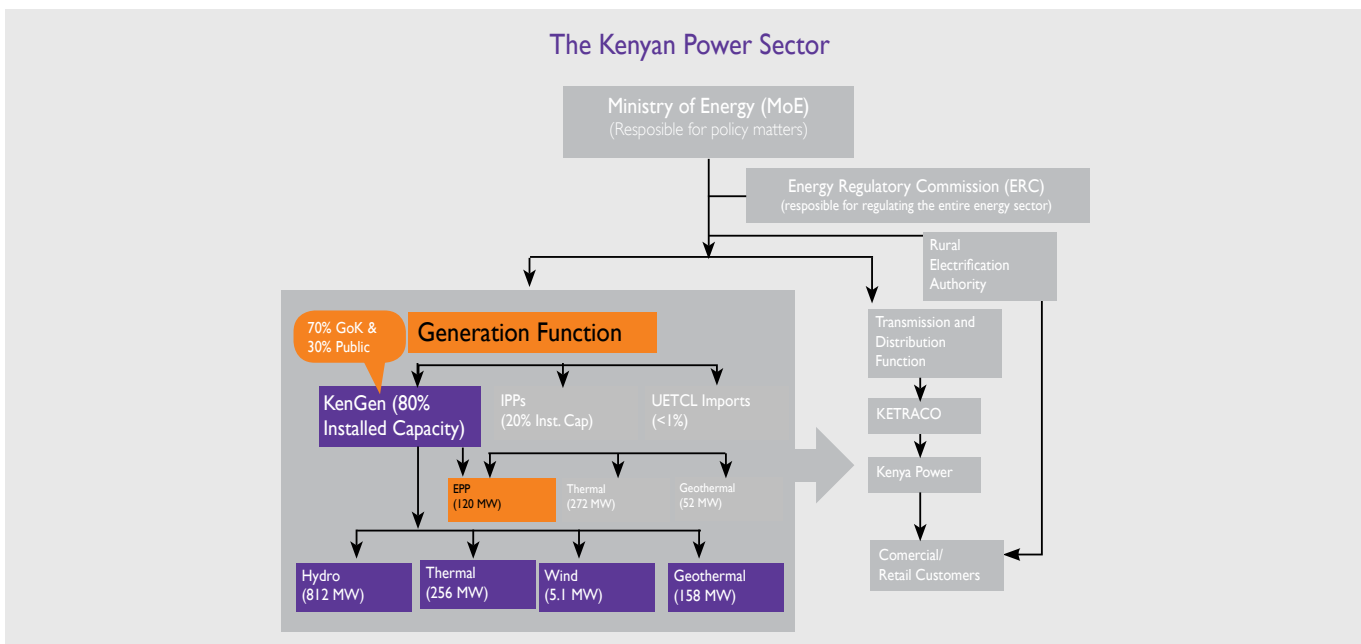 The Kenyan Power Sector
Ministry of Energy (MoE)
(Resposible for policy matters)
Energy Regulatory Commission (ERC)
(resposible for regulating the entire energy sector)
Rural
Electrification
Authority
70% GoK &
30% Public
Generation Function
Transmission and
Distribution
Function
KenGen (80%
Installed Capacity)
IPPs
(20% Inst. Cap)
UETCL Imports
(<1%)
KETRACO
Kenya Power
EPP
(120 MW)
Thermal
(272 MW)
Geothermal
(52 MW)
Comercial/
Retail Customers
Hydro
(812 MW)
Thermal
(256 MW)
Wind
(5.1 MW)
Geothermal
(158 MW)